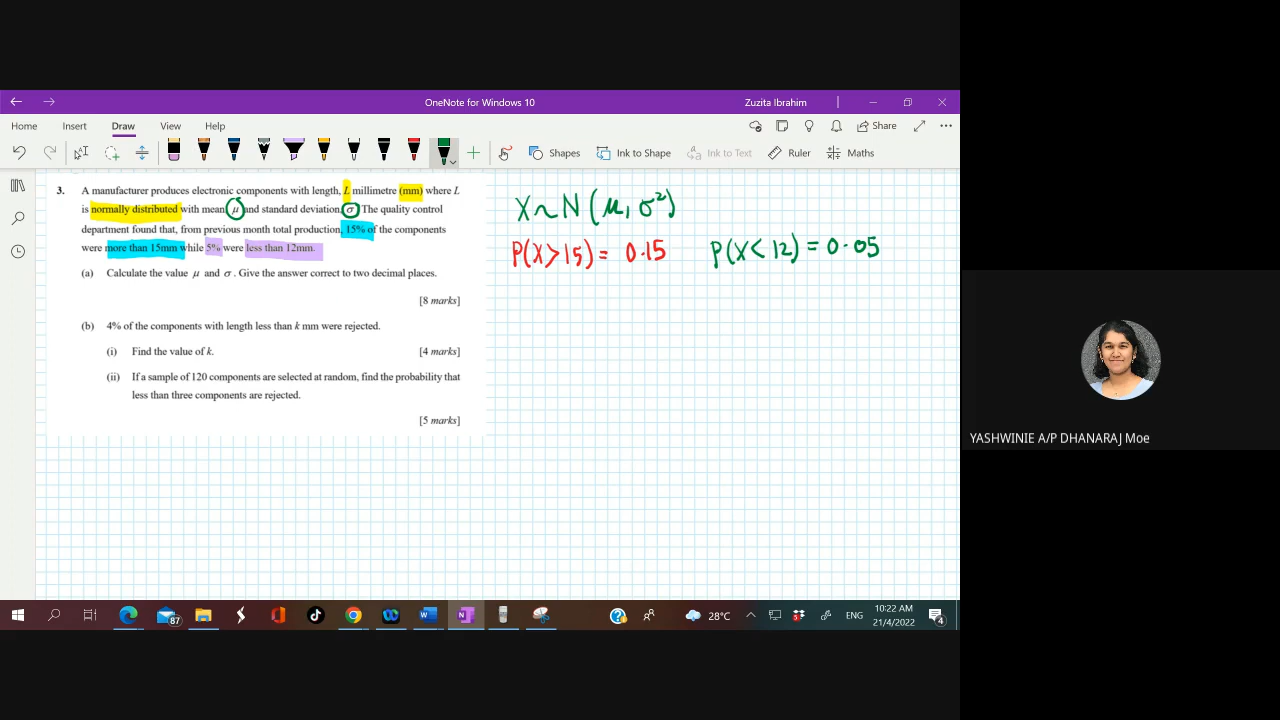 OneNote for Windows 10
Zuzita Ibrahim
Home Insert Draw View Help
Share
Shapes Ink to Shape Ink to Text Ruler Maths
3. A manufacturer produces electronic components with length, L millimetre (mm) where L
is normally distributed with mean μ and standard deviation σ. The quality control
department found that, from previous month total production, 15% of the components
were more than 15mm while 5% were less than 12mm.
(a) Calculate the value μ and σ. Give the answer correct to two decimal places.
[8 marks]
(b) 4% of the components with length less than k mm were rejected.
(i) Find the value of k.
[4 marks]
(ii) If a sample of 120 components are selected at random, find the probability that
less than three components are rejected.
[5 marks]
X~N(μ, σ²)
P(X>15) = 0.15
P(X<12) = 0.05
YASHWINIE A/P DHANARAJ Moe
87
28°C
5
ENG
10:22 AM
21/4/2022
4